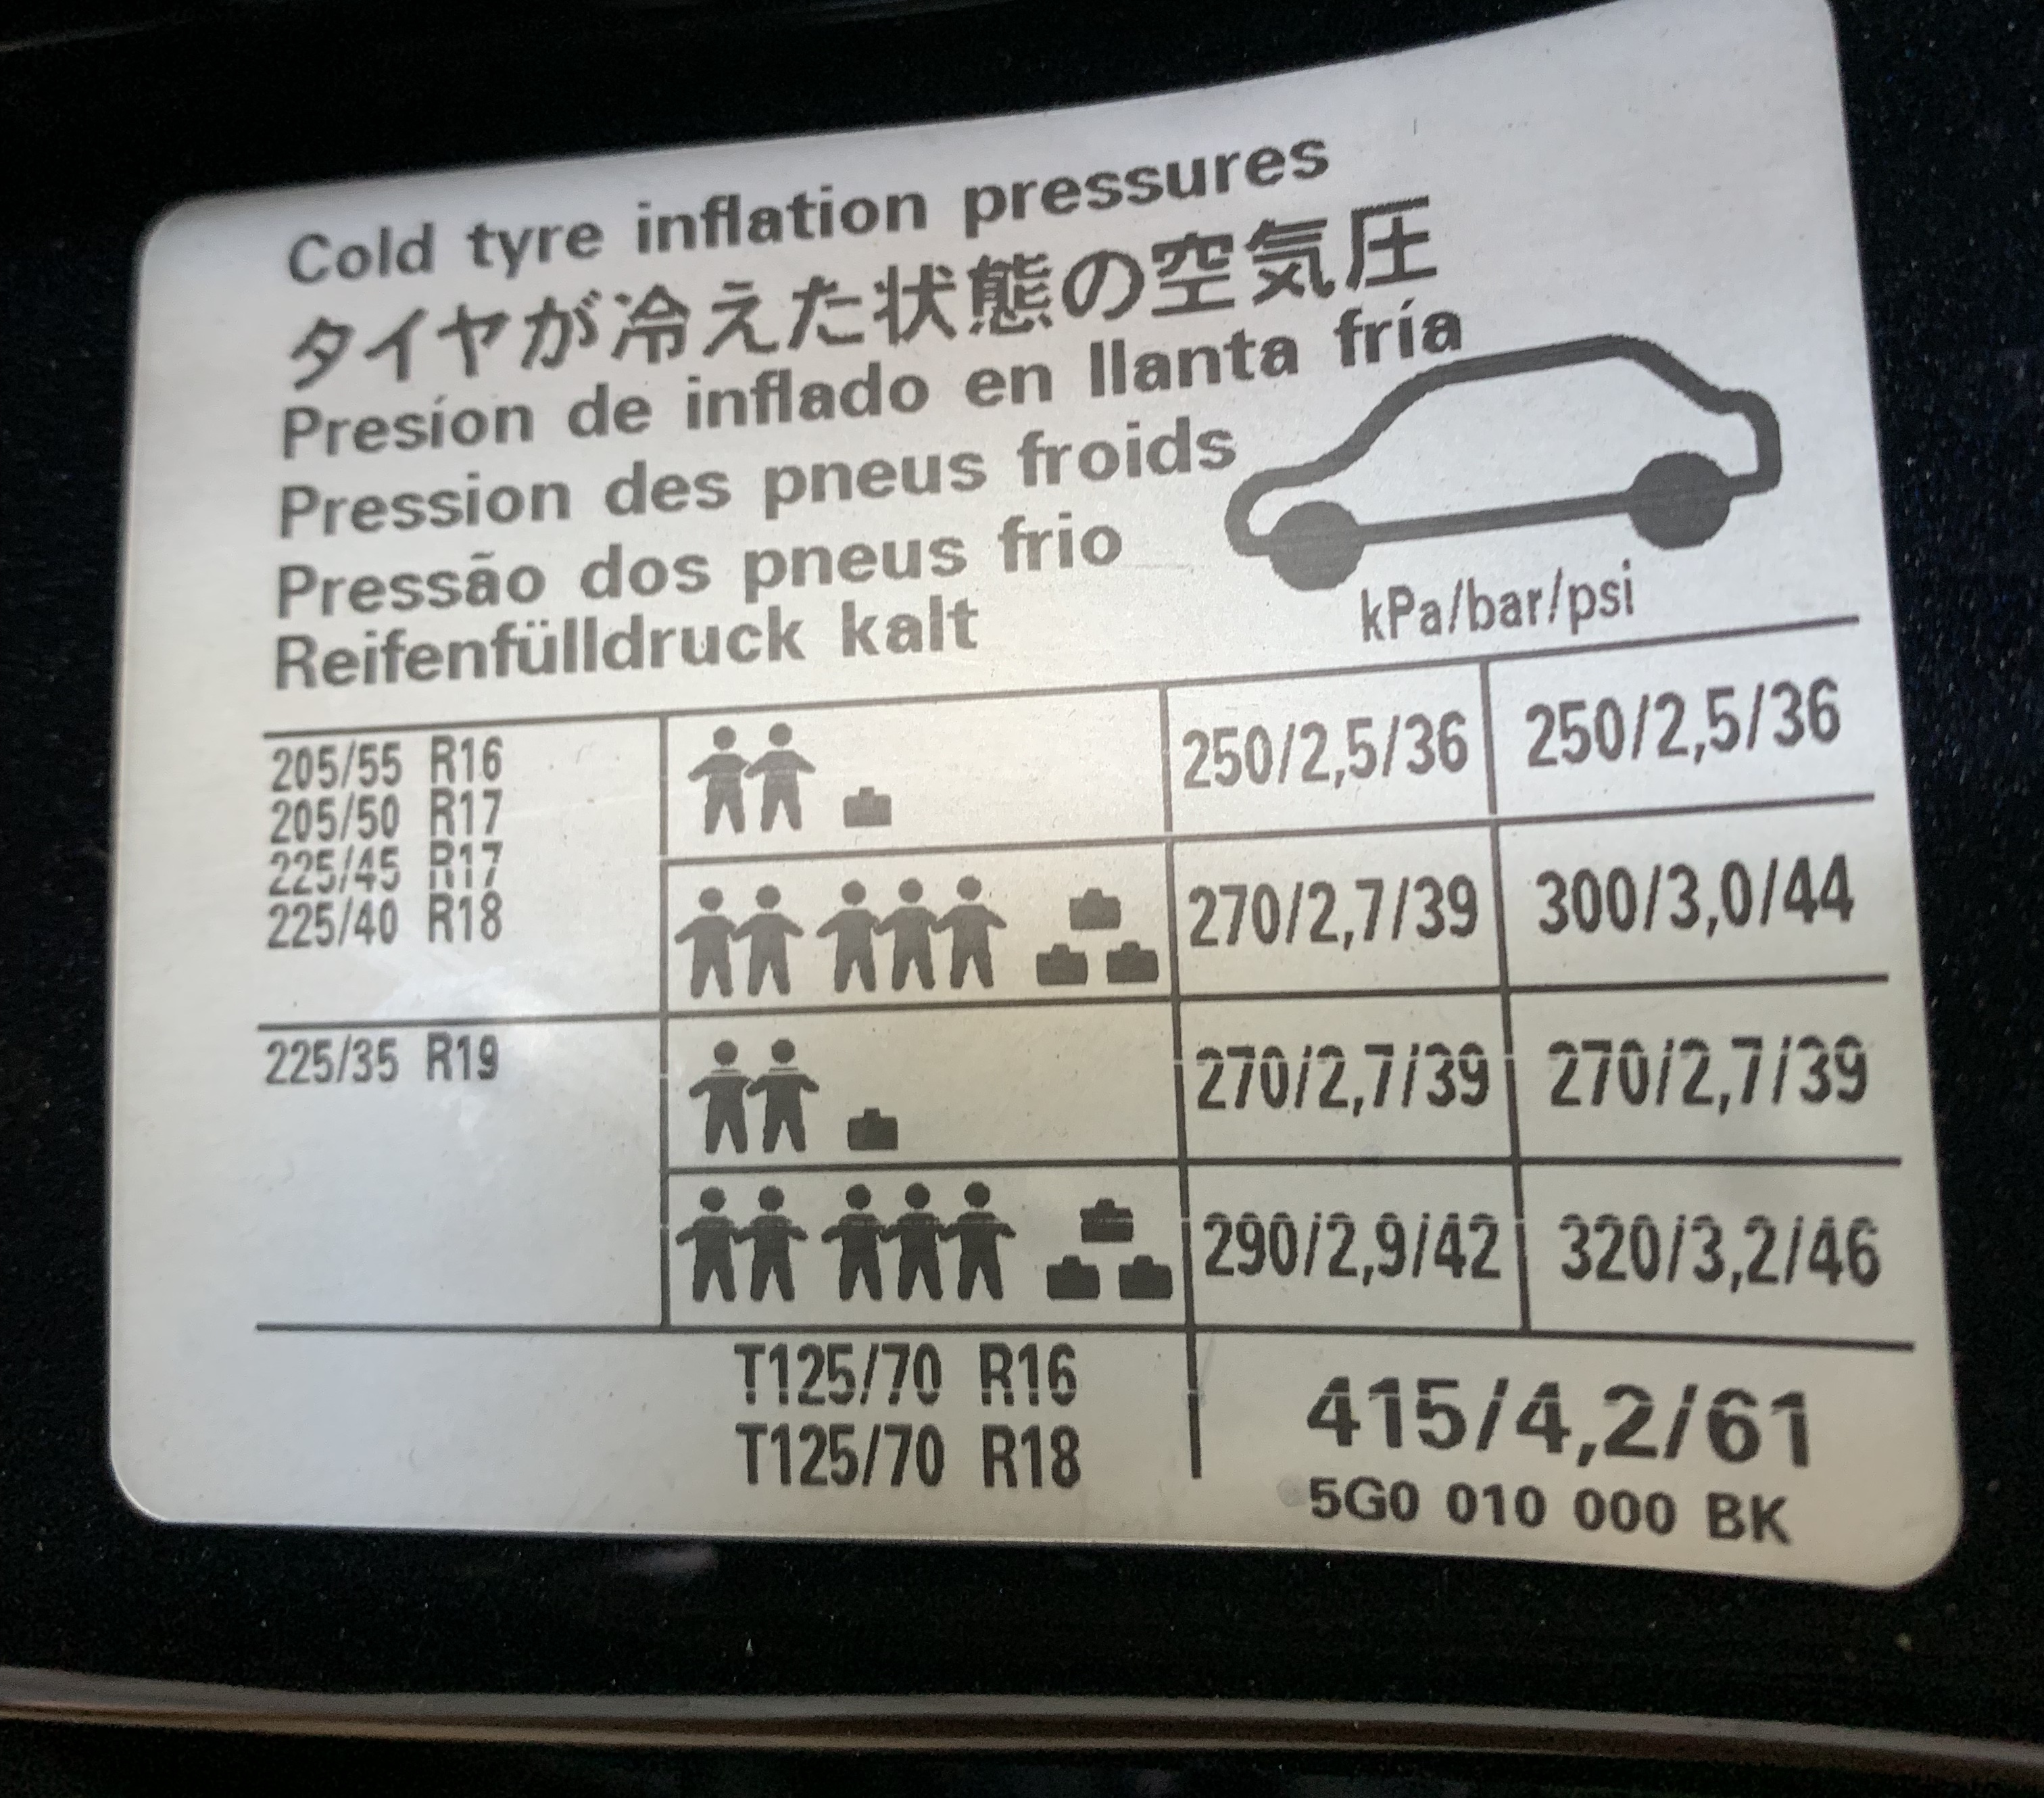 Cold tyre inflation pressures
タイヤが冷えた状態の空気圧
Presíon de inflado en llanta fría
Pression des pneus froids
Pressão dos pneus frio
Reifenfülldruck kalt
kPa/bar/psi
205/55 R16
205/50 R17
225/45 R17
225/40 R18
250/2,5/36 250/2,5/36
270/2,7/39 300/3,0/44
225/35 R19
270/2,7/39 270/2,7/39
290/2,9/42 320/3,2/46
T125/70 R16
T125/70 R18
415/4,2/61
5G0 010 000 BK